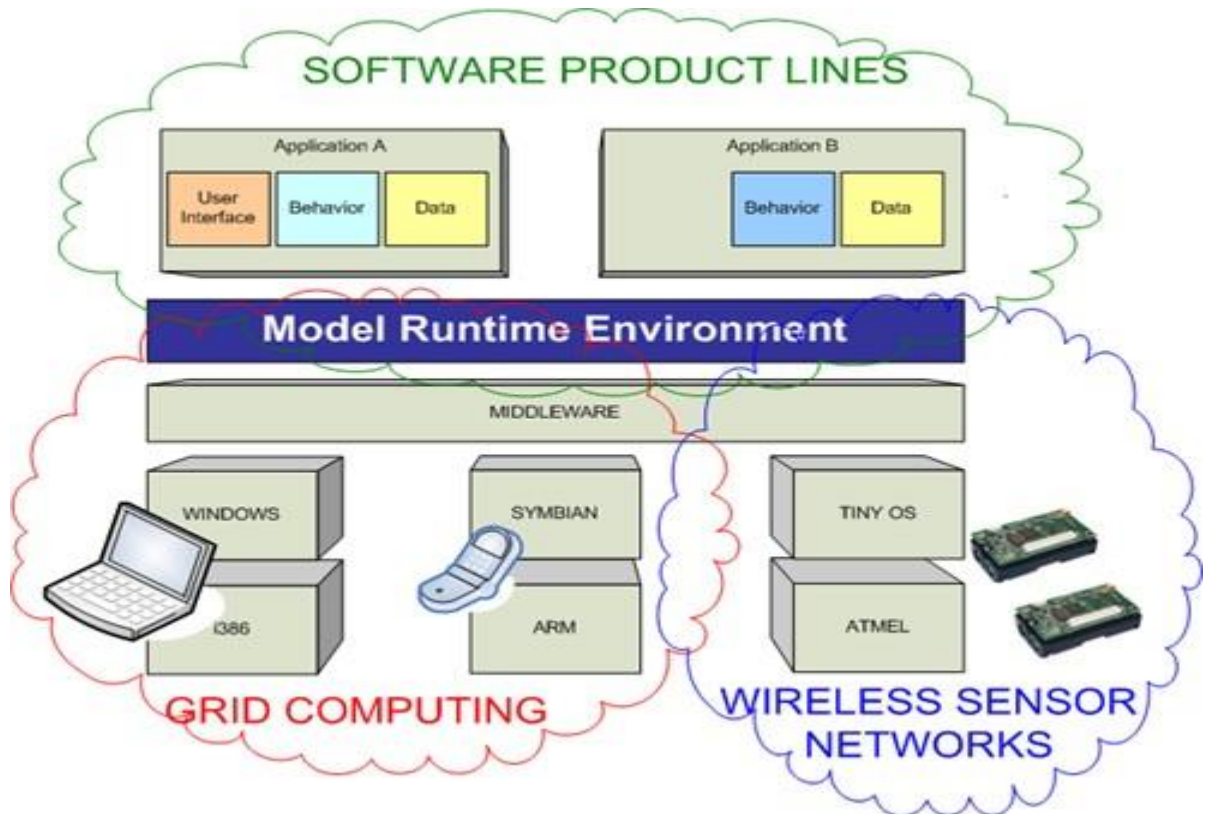 SOFTWARE PRODUCT LINES
Application A
User
Interface
Behavior
Data
Application B
Behavior
Data
Model Runtime Environment
MIDDLEWARE
WINDOWS
SYMBIAN
TINY OS
i386
ARM
ATMEL
GRID COMPUTING
WIRELESS SENSOR
NETWORKS